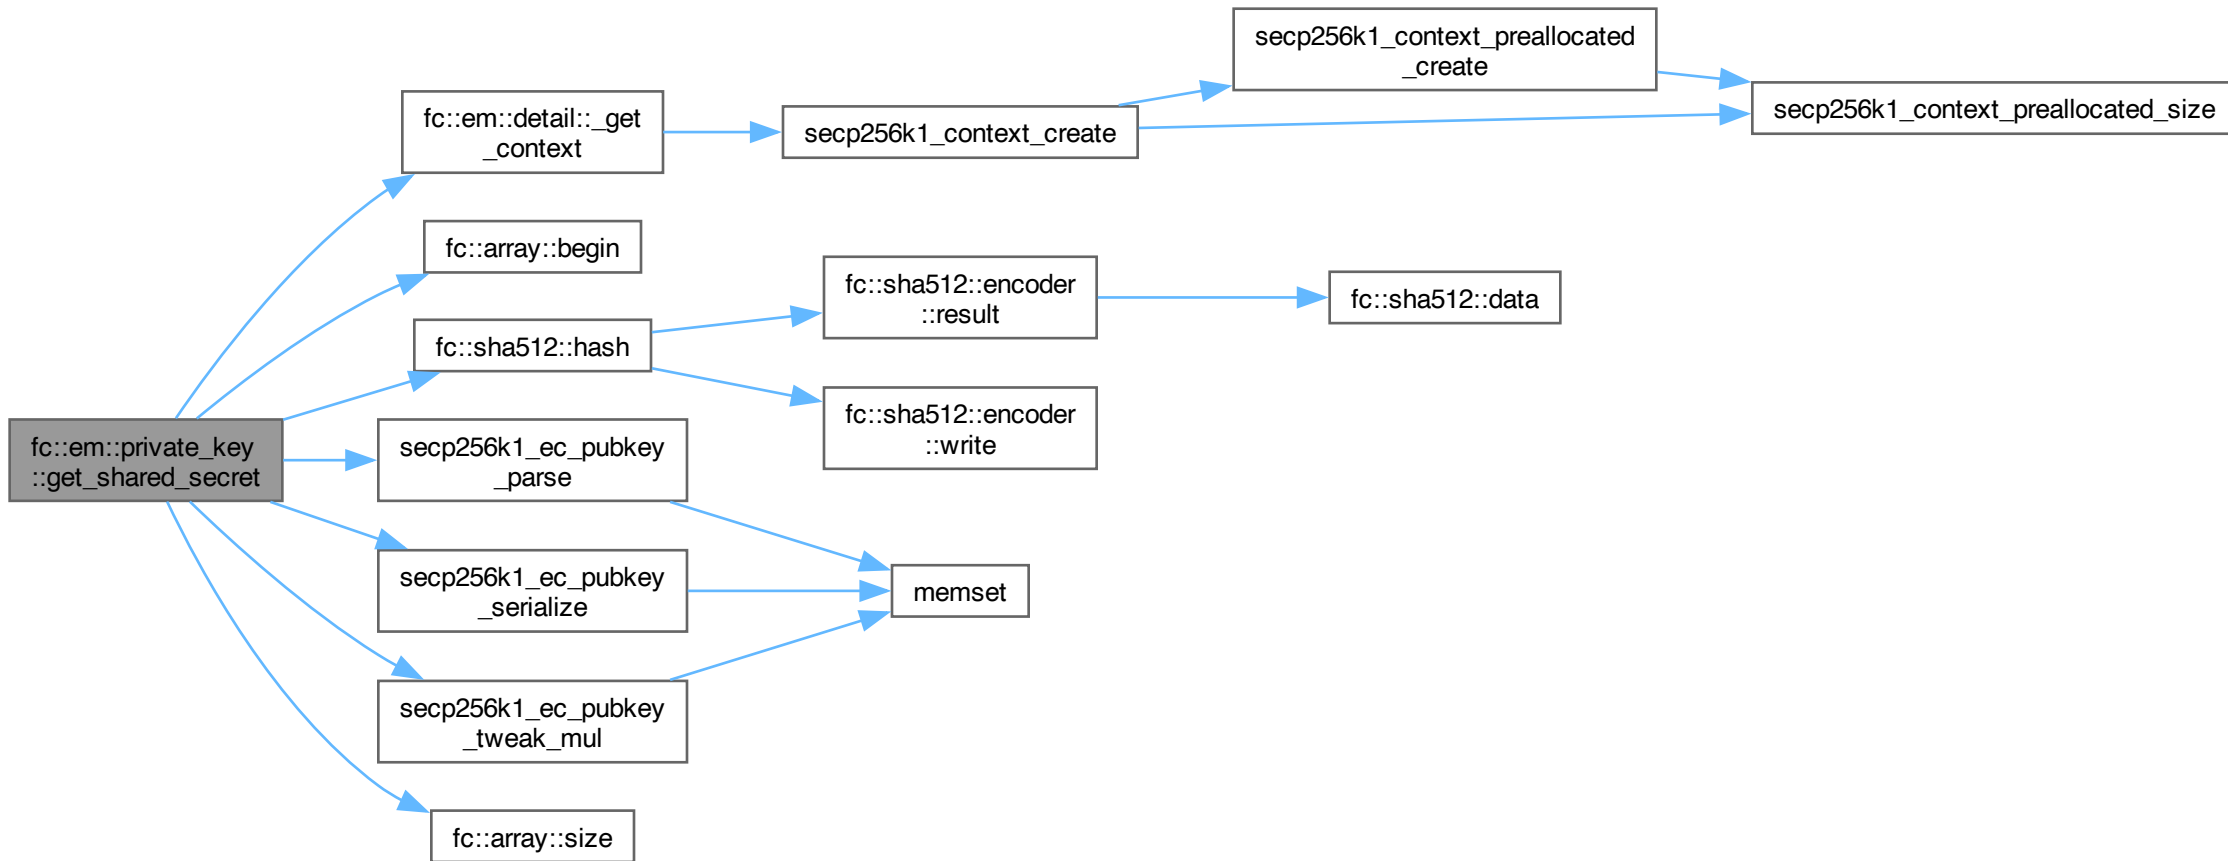 fc::em::private_key
::get_shared_secret
fc::em::detail::_get
_context
secp256k1_context_create
secp256k1_context_preallocated
_create
secp256k1_context_preallocated_size
fc::array::begin
fc::sha512::hash
fc::sha512::encoder
::result
fc::sha512::data
fc::sha512::encoder
::write
secp256k1_ec_pubkey
_parse
secp256k1_ec_pubkey
_serialize
memset
secp256k1_ec_pubkey
_tweak_mul
fc::array::size